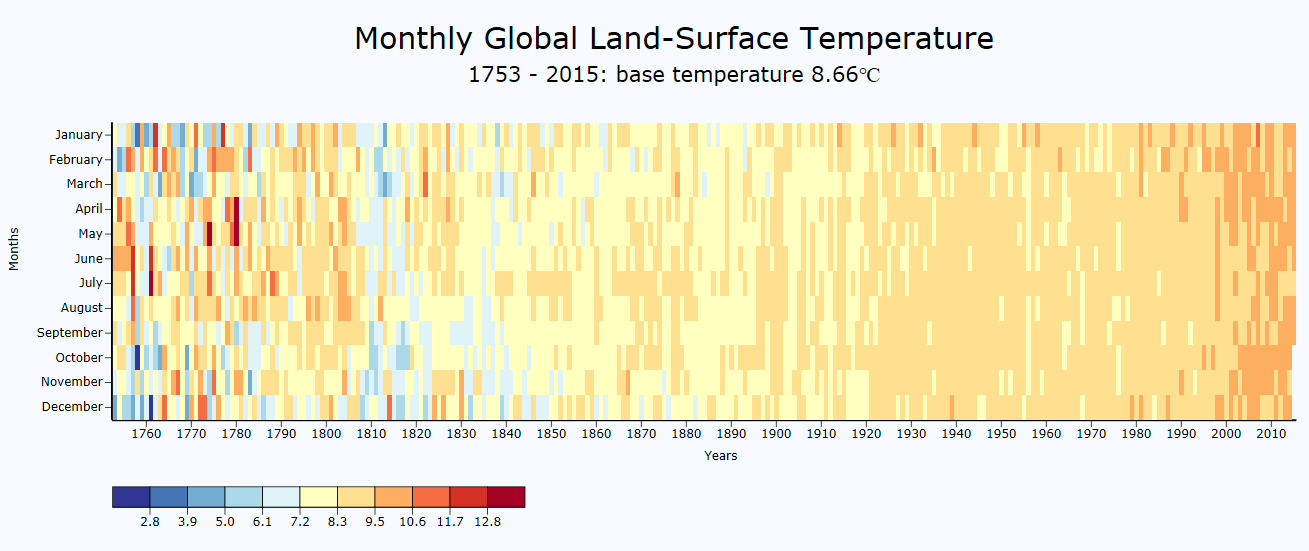 Monthly Global Land-Surface Temperature
1753 - 2015: base temperature 8.66℃
January
February
March
April
May
June
July
August
September
October
November
December
Months
1760 1770 1780 1790 1800 1810 1820 1830 1840 1850 1860 1870 1880 1890 1900 1910 1920 1930 1940 1950 1960 1970 1980 1990 2000 2010
Years
2.8 3.9 5.0 6.1 7.2 8.3 9.5 10.6 11.7 12.8